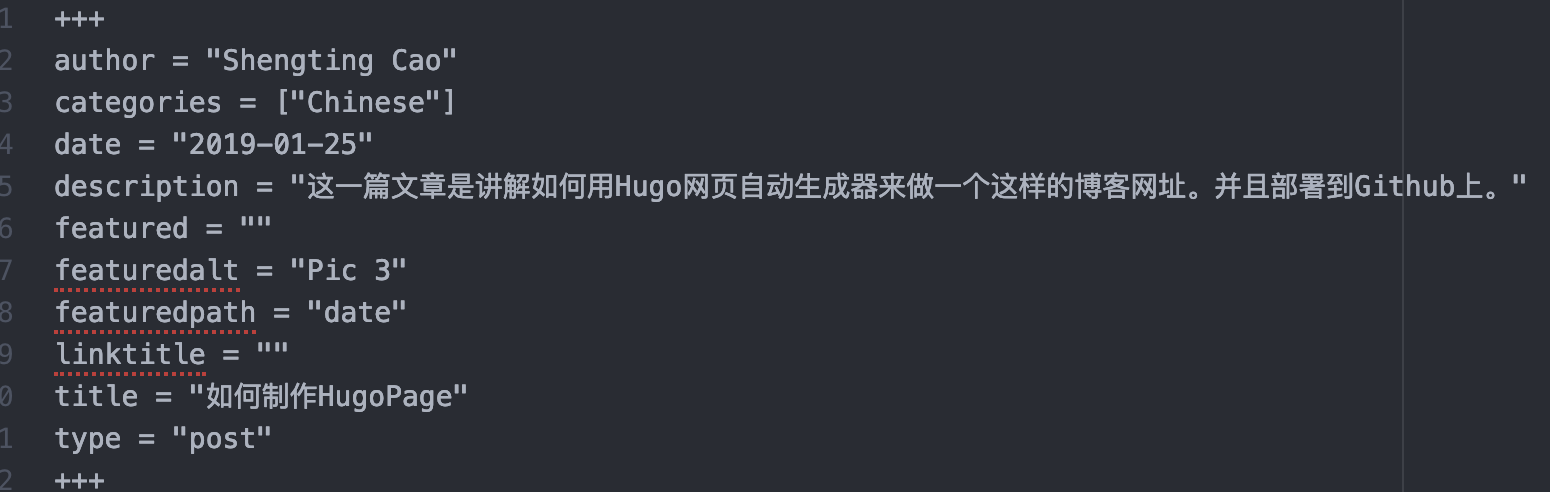 1 +++
2 author = "Shengting Cao"
3 categories = ["Chinese"]
4 date = "2019-01-25"
5 description = "这一篇文章是讲解如何用Hugo网页自动生成器来做一个这样的博客网址。并且部署到Github上。"
6 featured = ""
7 featuredalt = "Pic 3"
8 featuredpath = "date"
9 linktitle = ""
0 title = "如何制作HugoPage"
1 type = "post"
2 +++